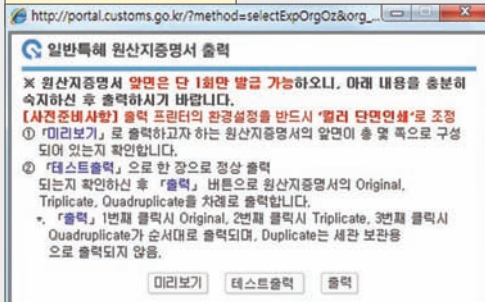 http://portal.customs.go.kr/?method=selectExpOrgOz&org_...
일반특혜 원산지증명서 출력
※ 원산지증명서 앞면은 단 1회만 발급 가능하오니, 아래 내용을 충분히
숙지하신 후 출력하시기 바랍니다.
[사전준비사항] 출력 프린터의 환경설정을 반드시 '컬러 단면인쇄'로 조정
① 「미리보기」로 출력하고자 하는 원산지증명서의 앞면이 총 몇 쪽으로 구성
되어 있는지 확인합니다.
② 「테스트출력」으로 한 장으로 정상 출력
되는지 확인하신 후 「출력」 버튼으로 원산지증명서의 Original,
Triplicate, Quadruplicate을 차례로 출력합니다.
*. 「출력」 1번째 클릭시 Original, 2번째 클릭시 Triplicate, 3번째 클릭시
Quadruplicate가 순서대로 출력되며, Duplicate는 세관 보관용
으로 출력되지 않음.
미리보기 테스트출력 출력